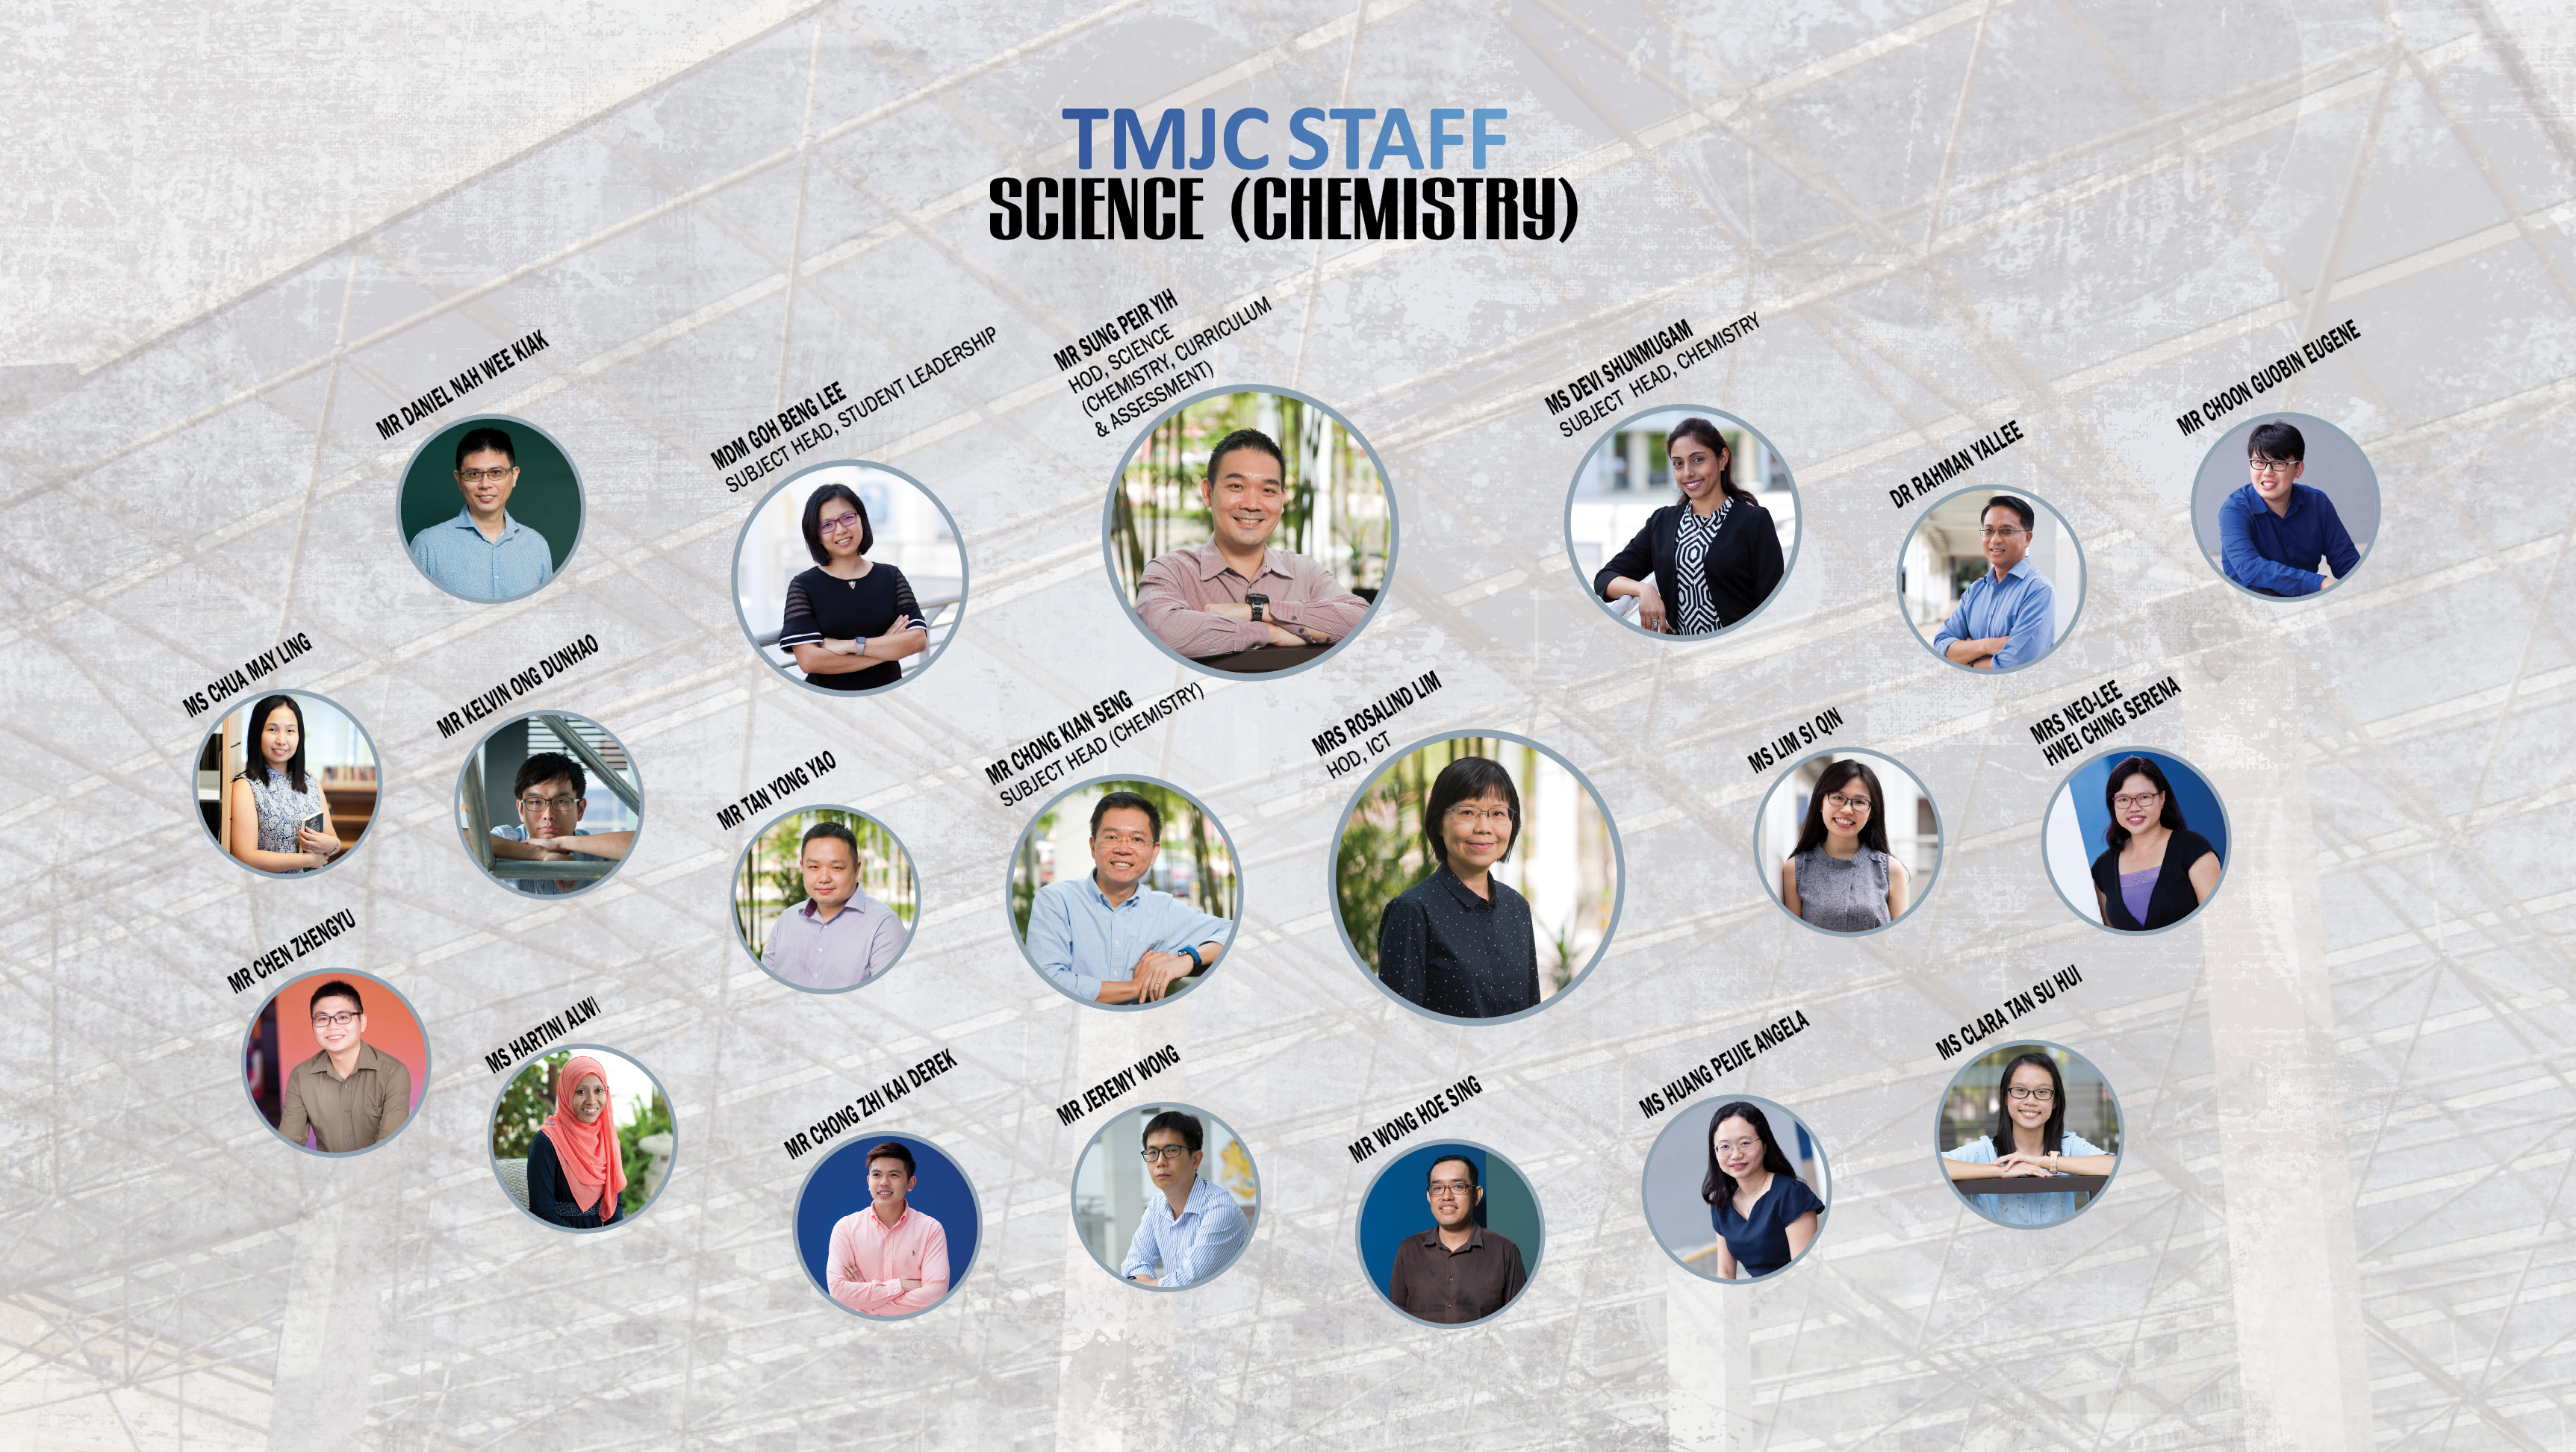 TMJC STAFF
SCIENCE (CHEMISTRY)
MR DANIEL NAH WEE KIAK
MDM GOH BENG LEE
SUBJECT HEAD, STUDENT LEADERSHIP
MR SUNG PEIR YIH
HOD, SCIENCE
(CHEMISTRY, CURRICULUM
& ASSESSMENT)
MS DEVI SHUNMUGAM
SUBJECT HEAD, CHEMISTRY
DR RAHMAN YALLEE
MR CHOON GUOBIN EUGENE
MS CHUA MAY LING
MR KELVIN ONG DUNHAO
MR TAN YONG YAO
MR CHONG KIAN SENG
SUBJECT HEAD (CHEMISTRY)
MRS ROSALIND LIM
HOD, ICT
MS LIM SI QIN
MRS NEO-LEE
HWEI CHING SERENA
MR CHEN ZHENGYU
MS HARTINI ALWI
MR CHONG ZHI KAI DEREK
MR JEREMY WONG
MR WONG HOE SING
MS HUANG PEIJIE ANGELA
MS CLARA TAN SU HUI